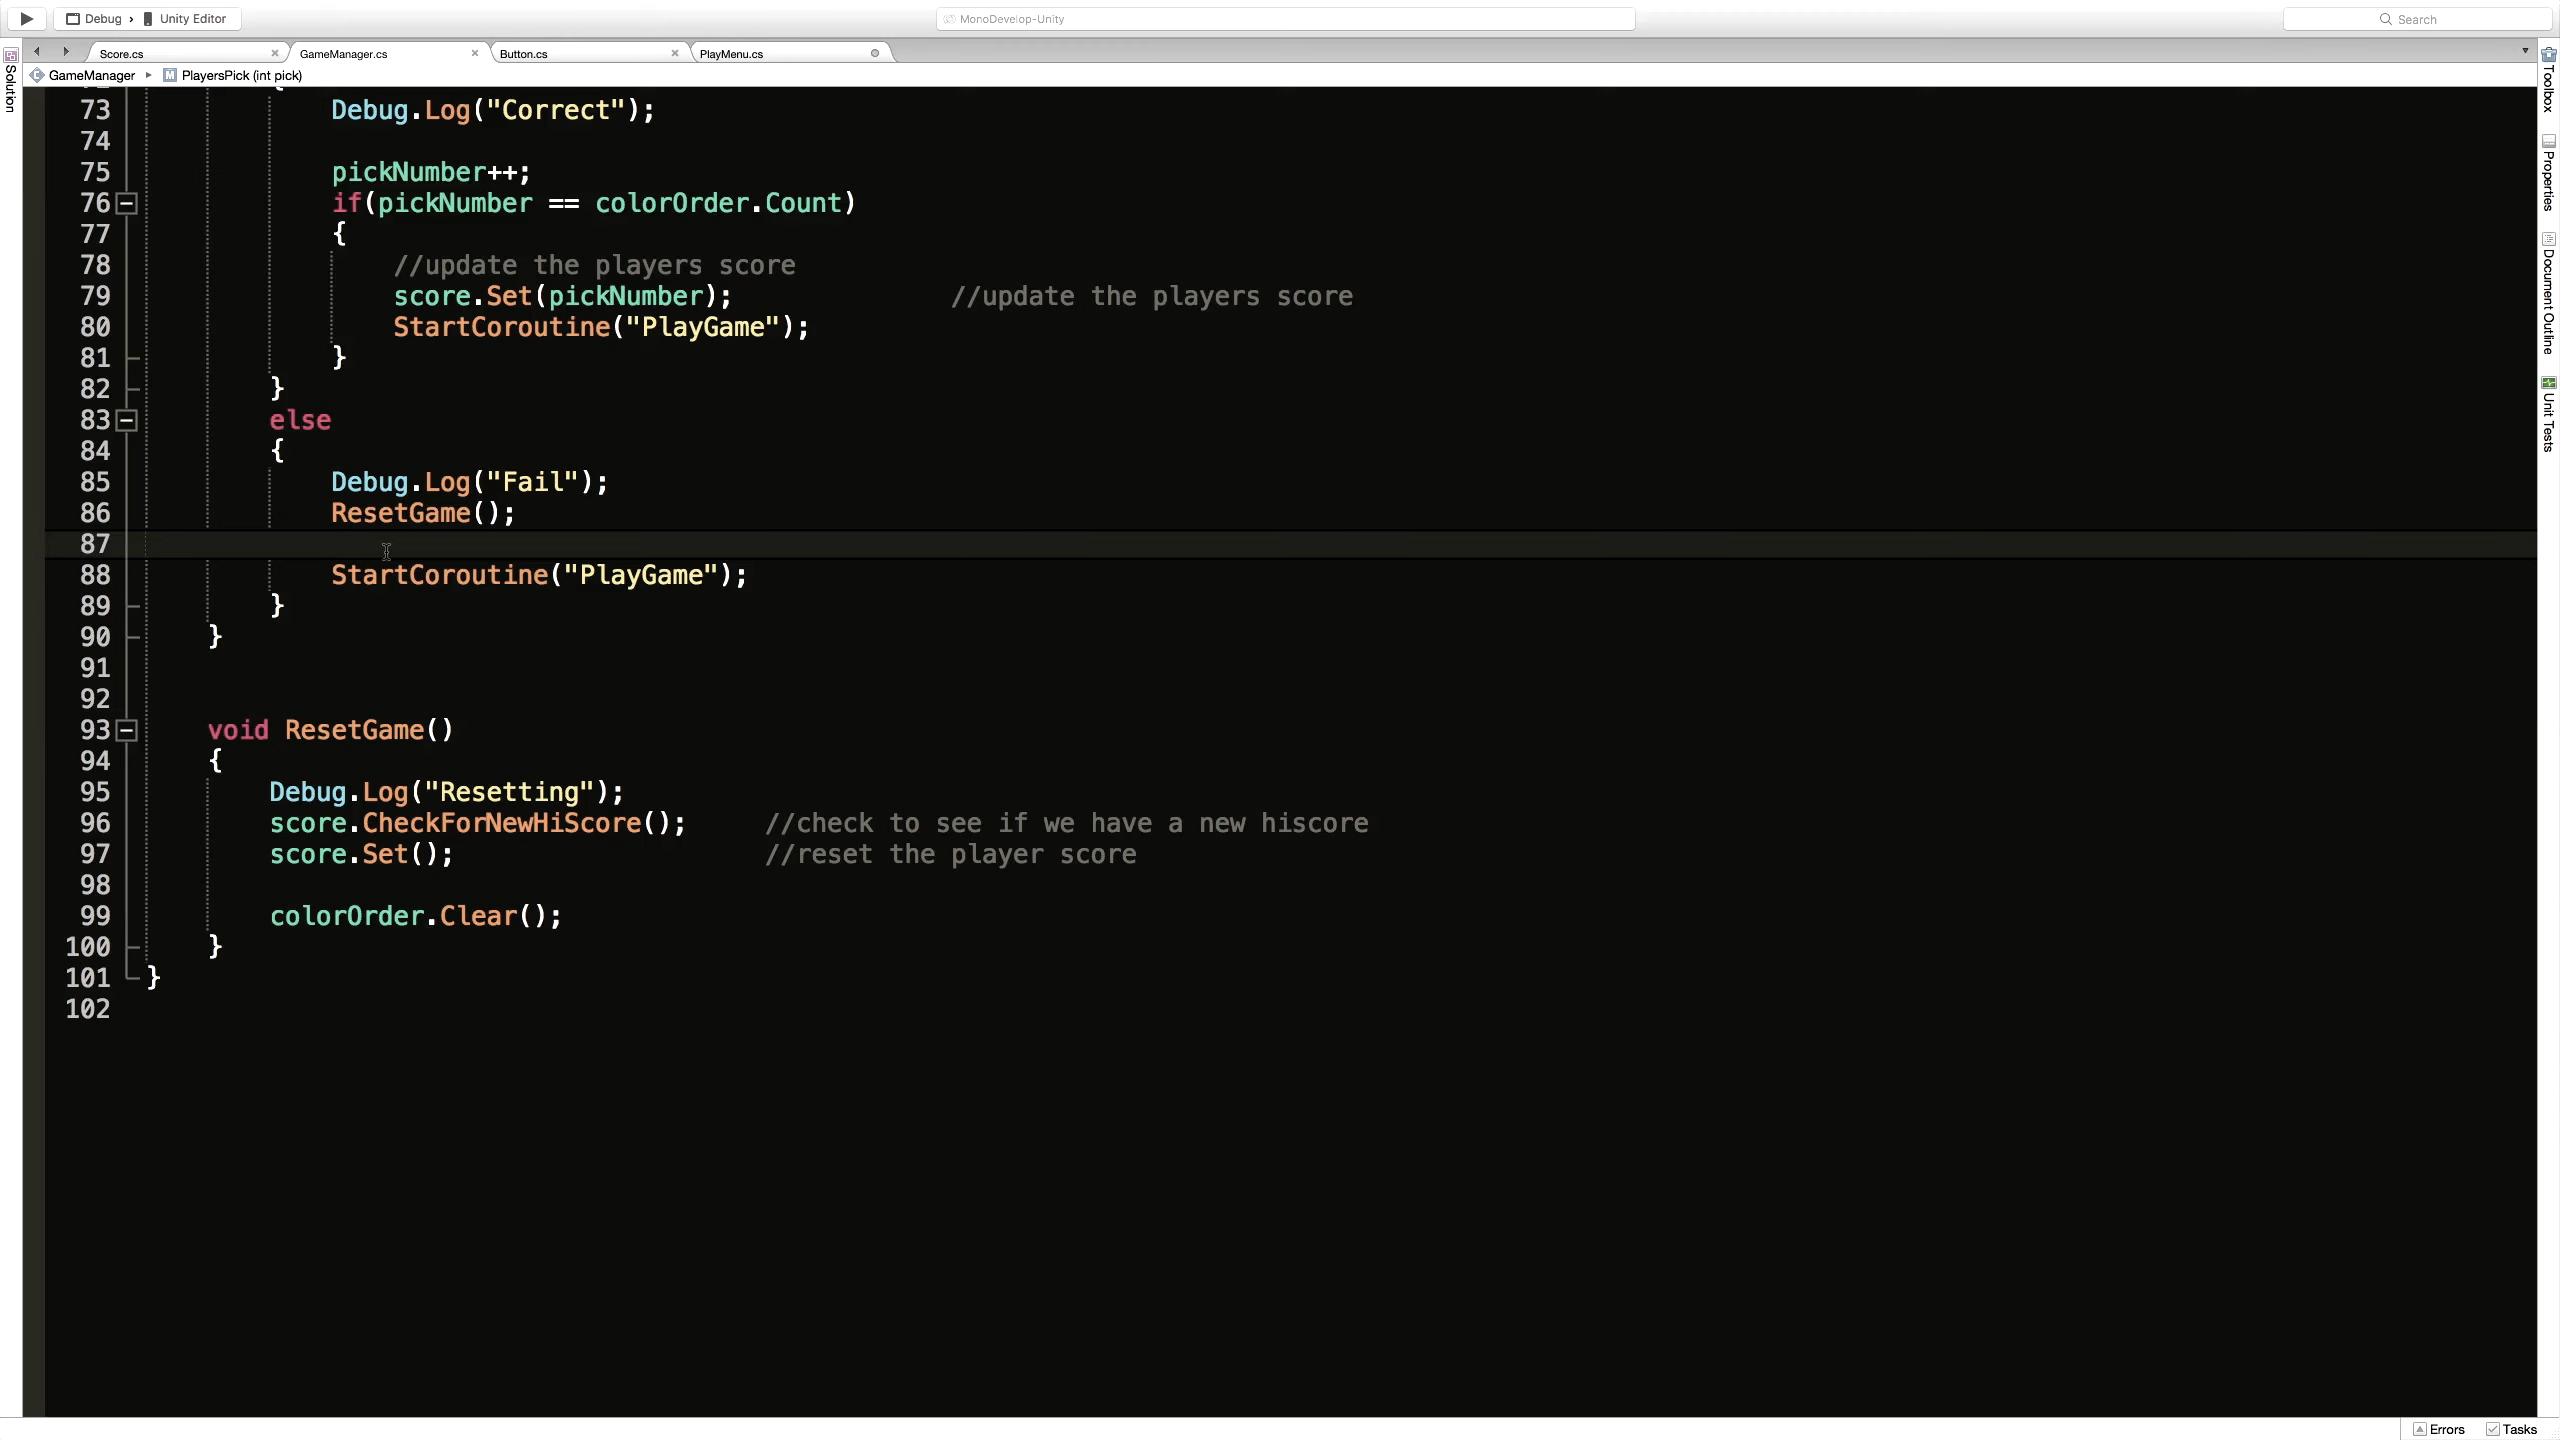 Debug › Unity Editor
MonoDevelop-Unity
Search
Score.cs
GameManager.cs
Button.cs
PlayMenu.cs
GameManager
PlayersPick (int pick)
Solution
Toolbox
Properties
Document Outline
Unit Tests
73 Debug.Log("Correct");
74
75 pickNumber++;
76 if(pickNumber == colorOrder.Count)
77 {
78 //update the players score
79 score.Set(pickNumber); //update the players score
80 StartCoroutine("PlayGame");
81 }
82 }
83 else
84 {
85 Debug.Log("Fail");
86 ResetGame();
87
88 StartCoroutine("PlayGame");
89 }
90 }
91
92
93 void ResetGame()
94 {
95 Debug.Log("Resetting");
96 score.CheckForNewHiScore(); //check to see if we have a new hiscore
97 score.Set(); //reset the player score
98
99 colorOrder.Clear();
100 }
101 }
102
Errors
Tasks